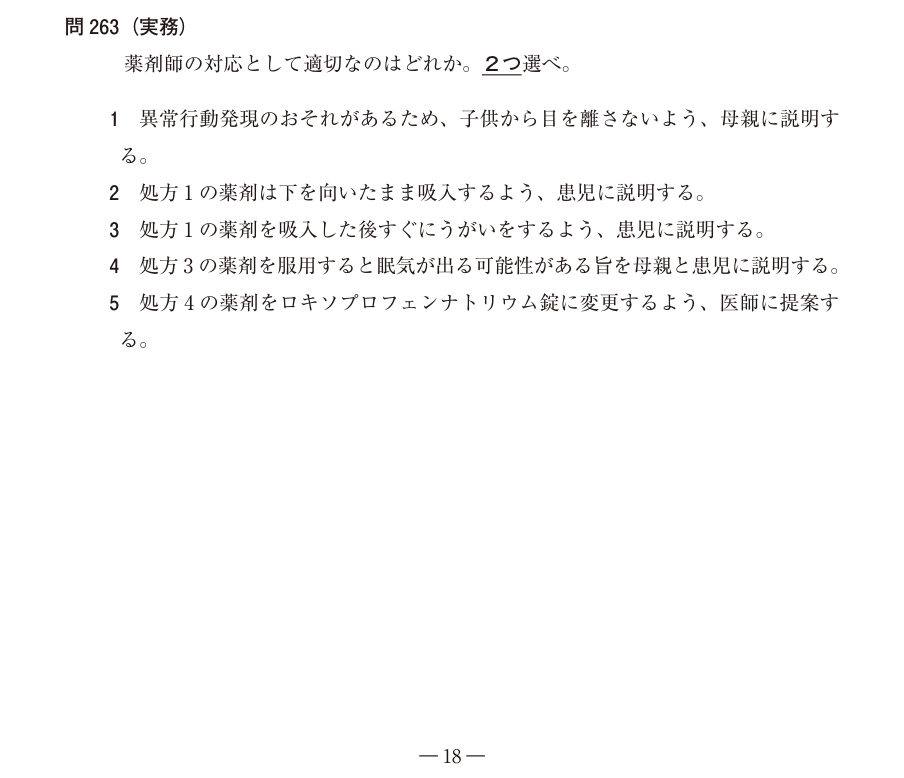 問 263（実務）
薬剤師の対応として適切なのはどれか。２つ選べ。
1　異常行動発現のおそれがあるため、子供から目を離さないよう、母親に説明す
る。
2　処方１の薬剤は下を向いたまま吸入するよう、患児に説明する。
3　処方１の薬剤を吸入した後すぐにうがいをするよう、患児に説明する。
4　処方３の薬剤を服用すると眠気が出る可能性がある旨を母親と患児に説明する。
5　処方４の薬剤をロキソプロフェンナトリウム錠に変更するよう、医師に提案す
る。
― 18 ―